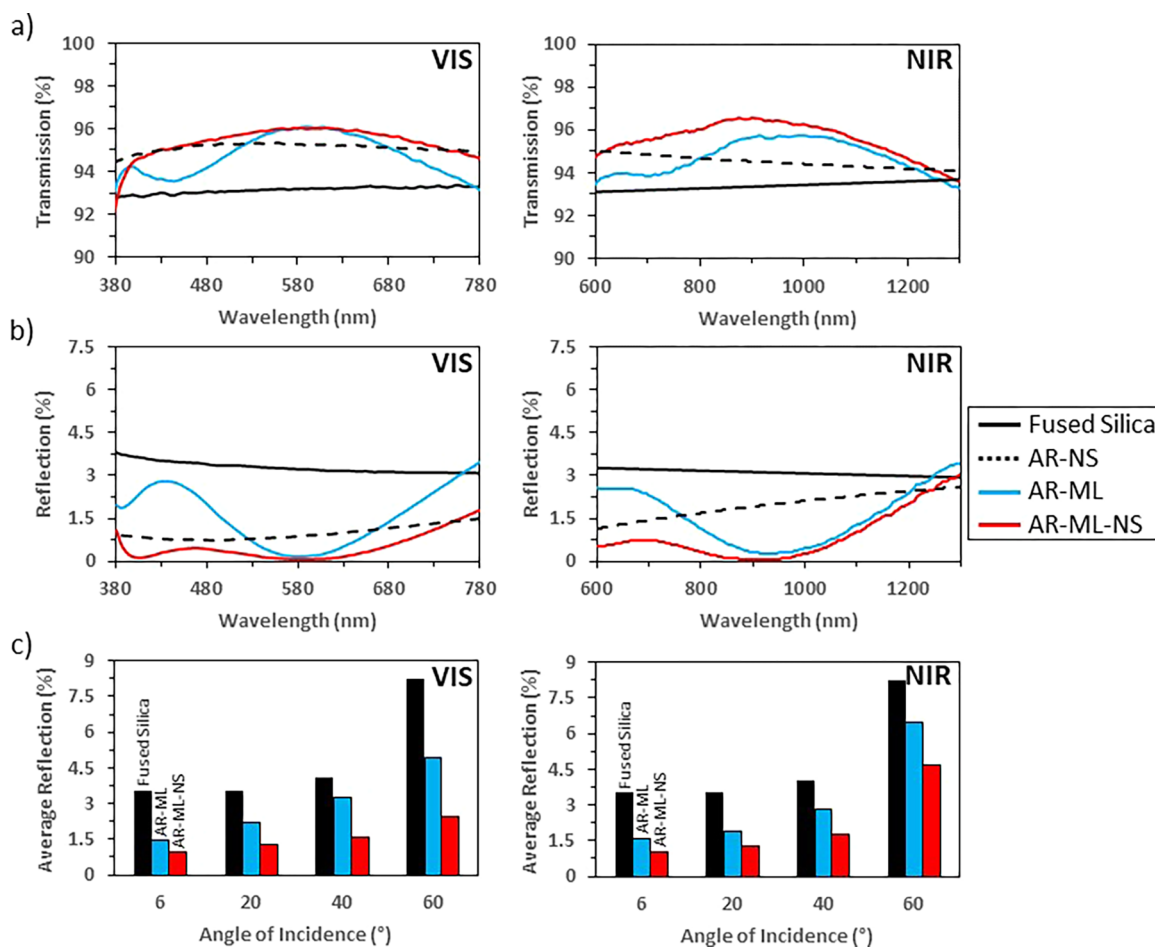 a)
VIS
Transmission (%)
100
98
96
94
92
90
380
480
580
680
780
Wavelength (nm)
NIR
Transmission (%)
100
98
96
94
92
90
600
800
1000
1200
Wavelength (nm)
b)
VIS
Reflection (%)
7.5
6
4.5
3
1.5
0
380
480
580
680
780
Wavelength (nm)
NIR
Reflection (%)
7.5
6
4.5
3
1.5
0
600
800
1000
1200
Wavelength (nm)
Fused Silica
AR-NS
AR-ML
AR-ML-NS
c)
VIS
Average Reflection (%)
9
7.5
6
4.5
3
1.5
0
Fused Silica
AR-ML
AR-ML-NS
6
20
40
60
Angle of Incidence (°)
NIR
Average Reflection (%)
9
7.5
6
4.5
3
1.5
0
Fused Silica
AR-ML
AR-ML-NS
6
20
40
60
Angle of Incidence (°)